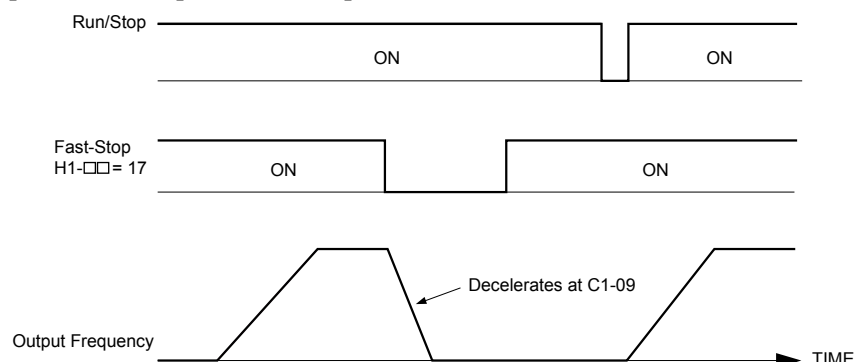 Run/Stop
ON
ON
Fast-Stop
H1-□□= 17
ON
ON
Decelerates at C1-09
Output Frequency
TIME